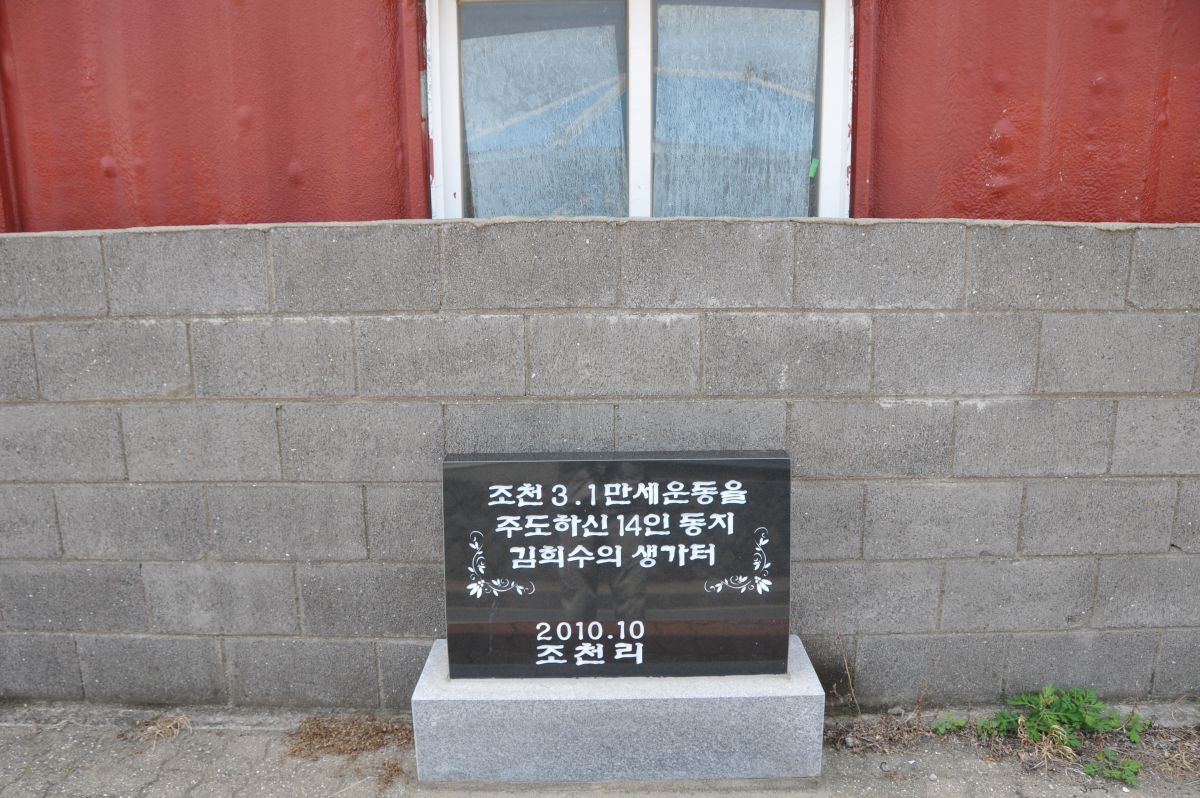 조천 3.1만세운동을
주도하신 14인 동지
김희수의 생가터
2010.10
조천리